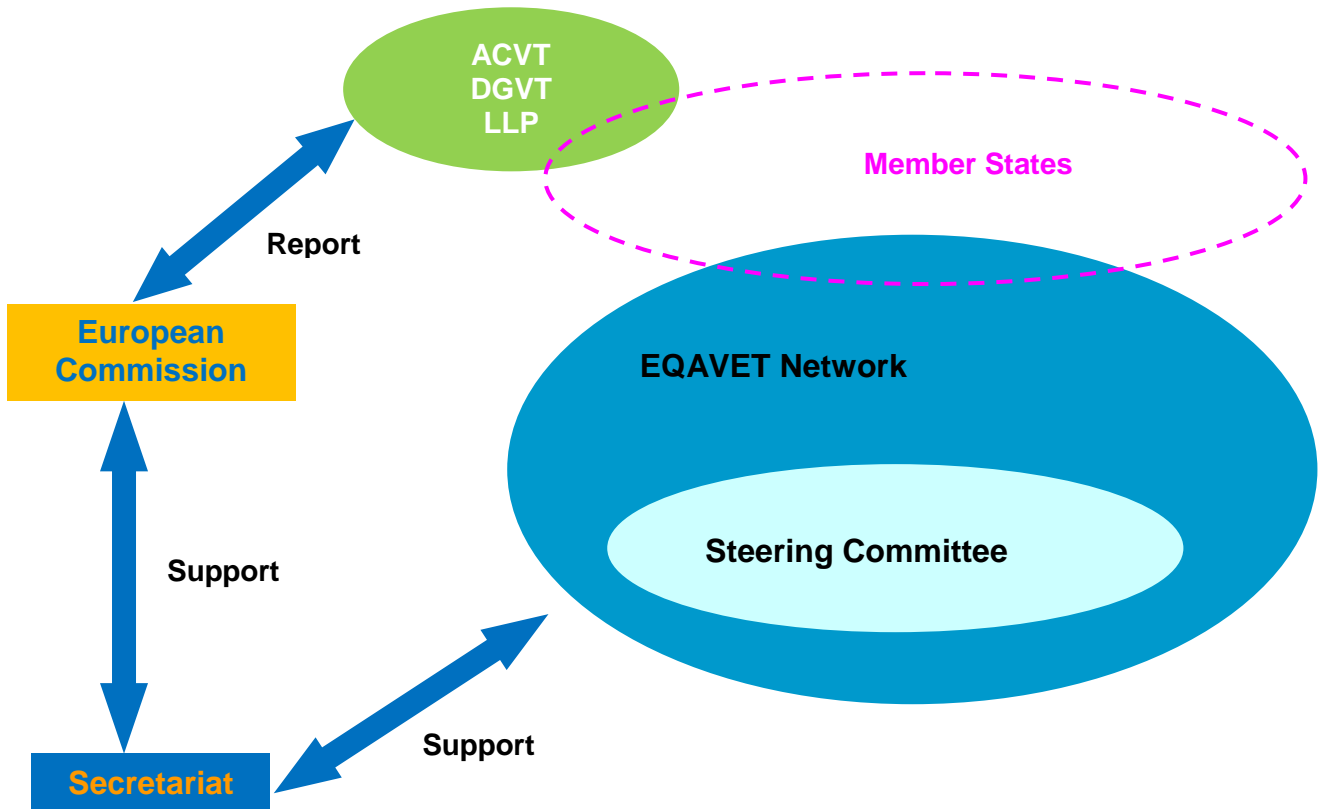 ACVT
DGVT
LLP
Member States
Report
European
Commission
EQAVET Network
Steering Committee
Support
Support
Secretariat